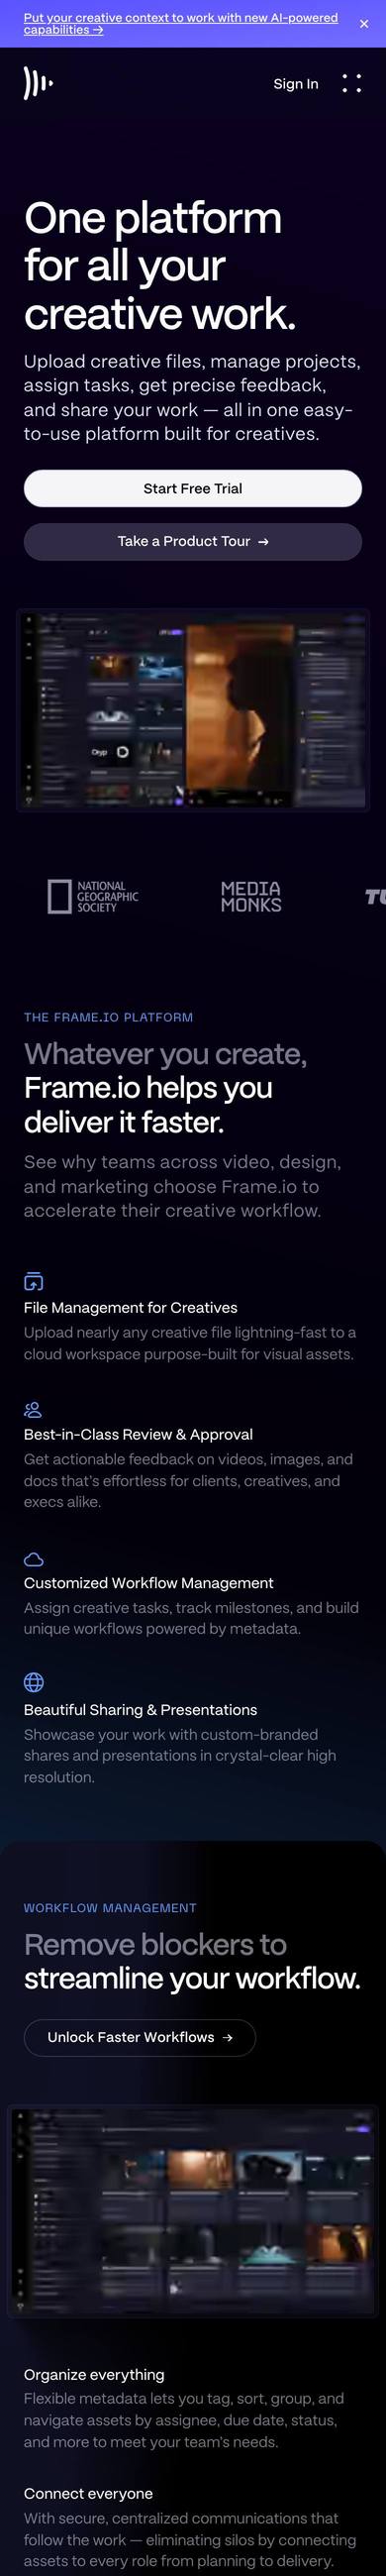 Put your creative context to work with new AI-powered
capabilities →
Sign In
One platform
for all your
creative work.
Upload creative files, manage projects,
assign tasks, get precise feedback,
and share your work — all in one easy-
to-use platform built for creatives.
Start Free Trial
Take a Product Tour →
NATIONAL
GEOGRAPHIC
SOCIETY
MEDIA
MONKS
THE FRAME.IO PLATFORM
Whatever you create,
Frame.io helps you
deliver it faster.
See why teams across video, design,
and marketing choose Frame.io to
accelerate their creative workflow.
File Management for Creatives
Upload nearly any creative file lightning-fast to a
cloud workspace purpose-built for visual assets.
Best-in-Class Review & Approval
Get actionable feedback on videos, images, and
docs that's effortless for clients, creatives, and
execs alike.
Customized Workflow Management
Assign creative tasks, track milestones, and build
unique workflows powered by metadata.
Beautiful Sharing & Presentations
Showcase your work with custom-branded
shares and presentations in crystal-clear high
resolution.
WORKFLOW MANAGEMENT
Remove blockers to
streamline your workflow.
Unlock Faster Workflows →
Organize everything
Flexible metadata lets you tag, sort, group, and
navigate assets by assignee, due date, status,
and more to meet your team's needs.
Connect everyone
With secure, centralized communications that
follow the work — eliminating silos by connecting
assets to every role from planning to delivery.